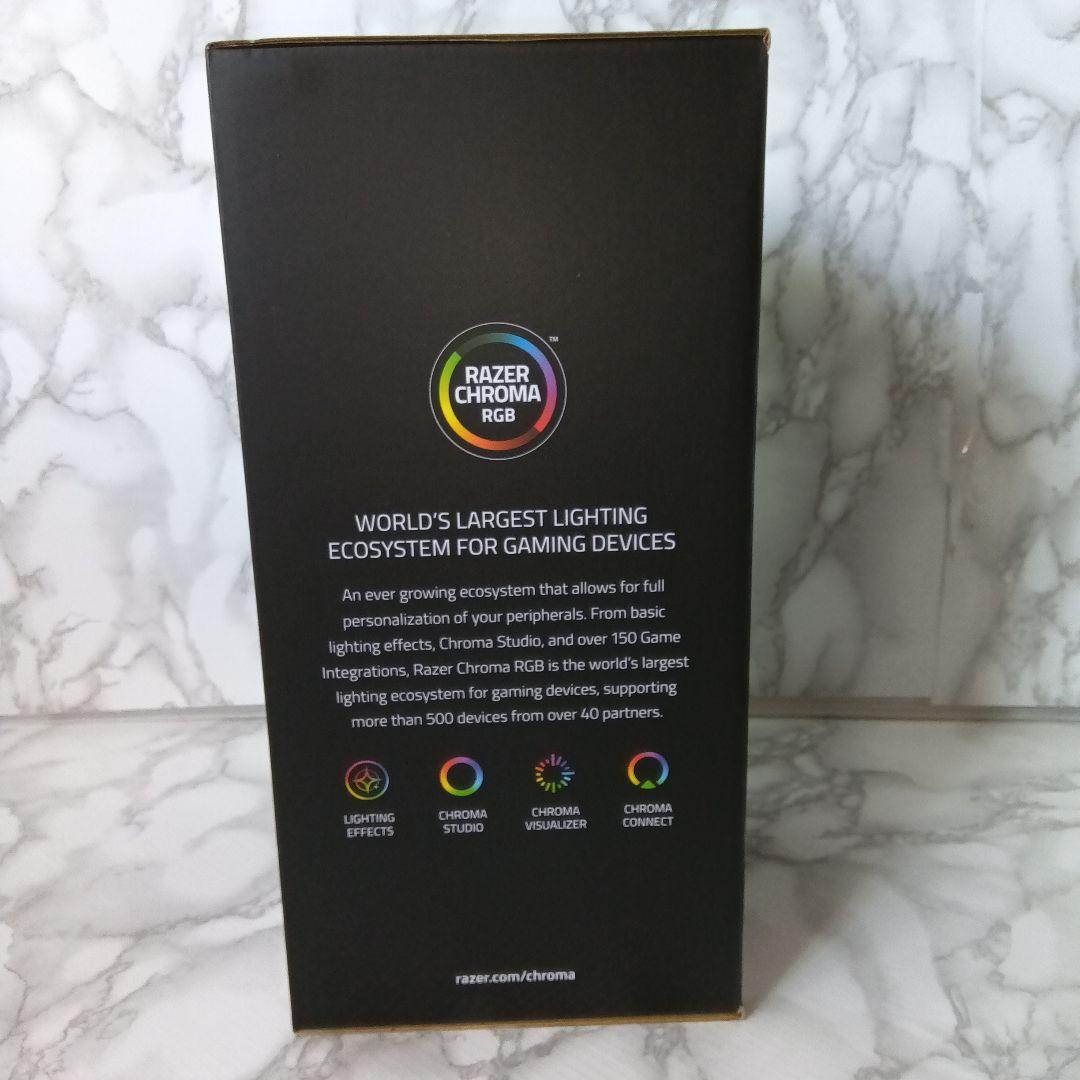 RAZER
CHROMA
RGB
TM
WORLD'S LARGEST LIGHTING
ECOSYSTEM FOR GAMING DEVICES
An ever growing ecosystem that allows for full
personalization of your peripherals. From basic
lighting effects, Chroma Studio, and over 150 Game
Integrations, Razer Chroma RGB is the world's largest
lighting ecosystem for gaming devices, supporting
more than 500 devices from over 40 partners.
LIGHTING
EFFECTS
CHROMA
STUDIO
CHROMA
VISUALIZER
CHROMA
CONNECT
razer.com/chroma